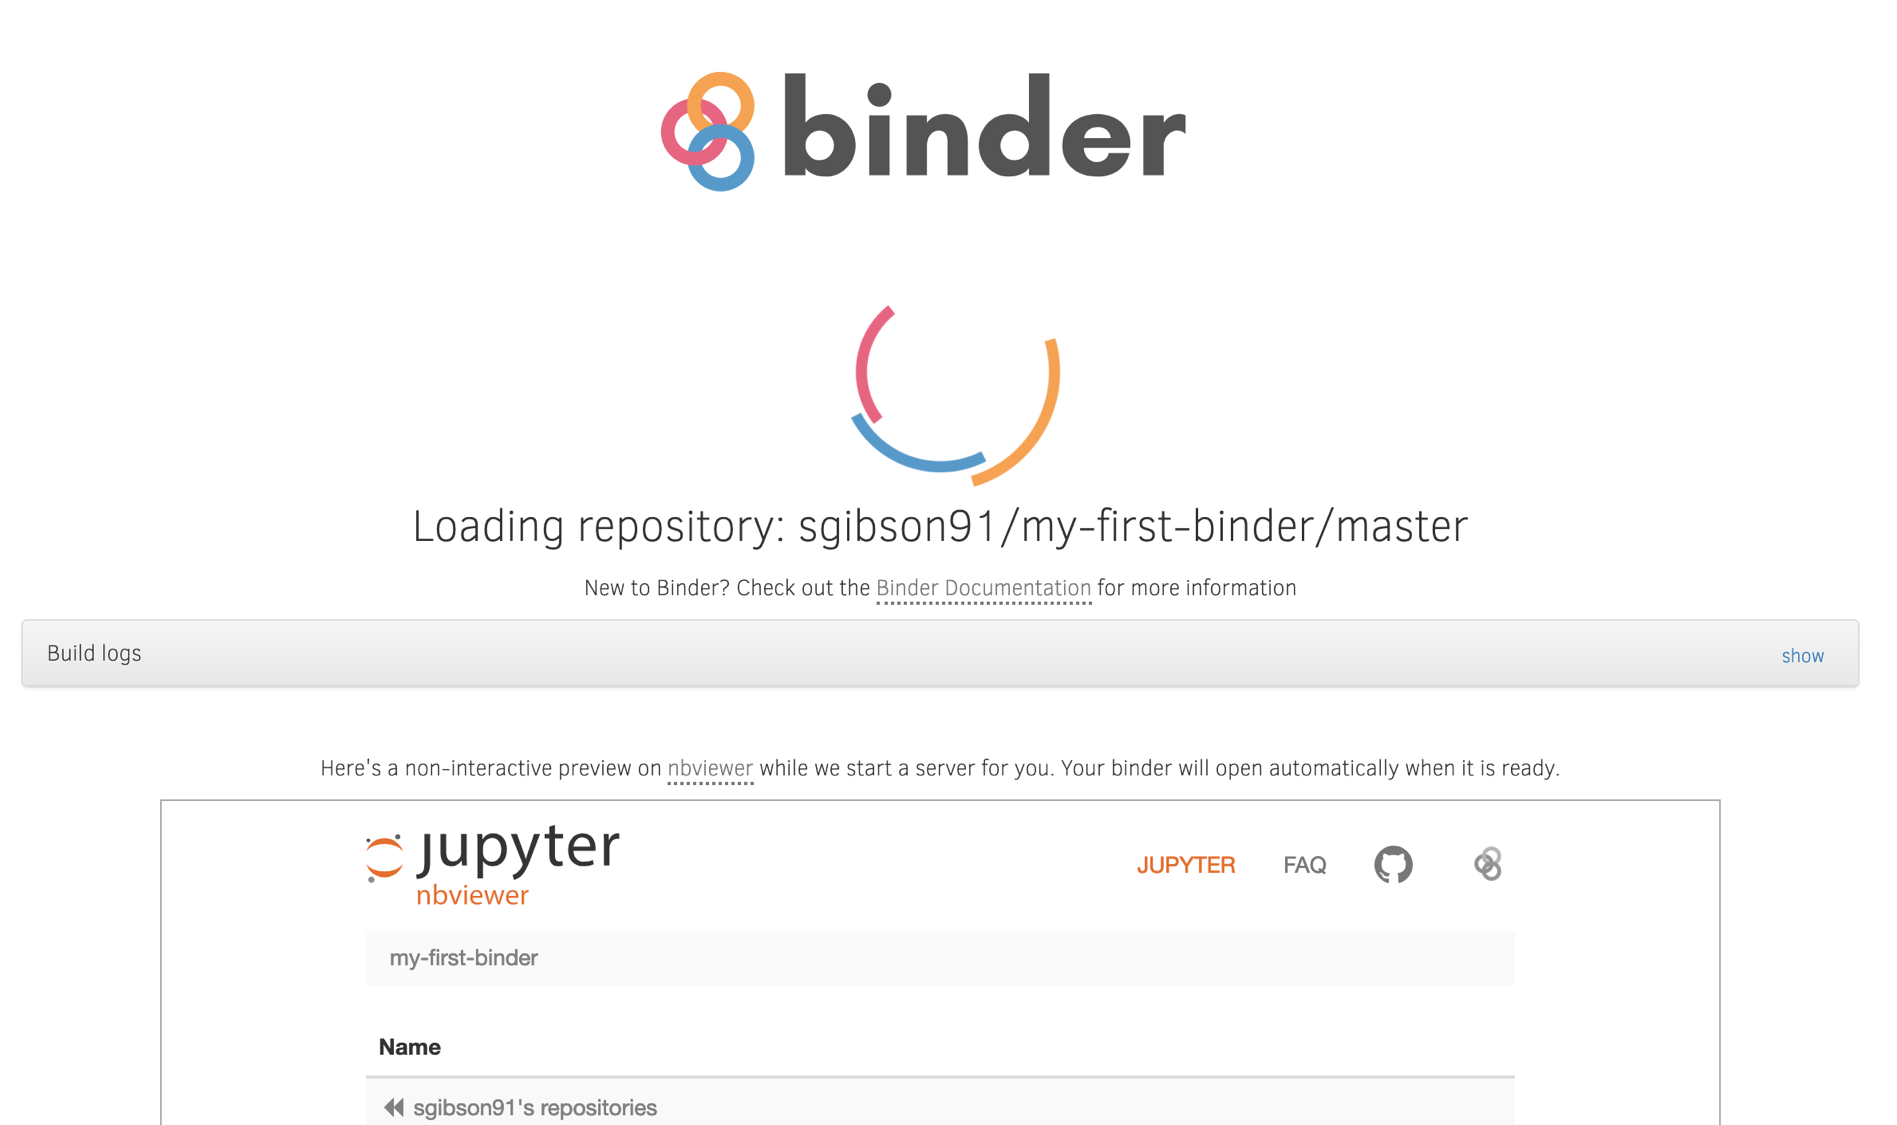 binder
Loading repository: sgibson91/my-first-binder/master
New to Binder? Check out the Binder Documentation for more information
Build logs
show
Here's a non-interactive preview on nbviewer while we start a server for you. Your binder will open automatically when it is ready.
jupyter
nbviewer
JUPYTER
FAQ
my-first-binder
Name
sgibson91's repositories